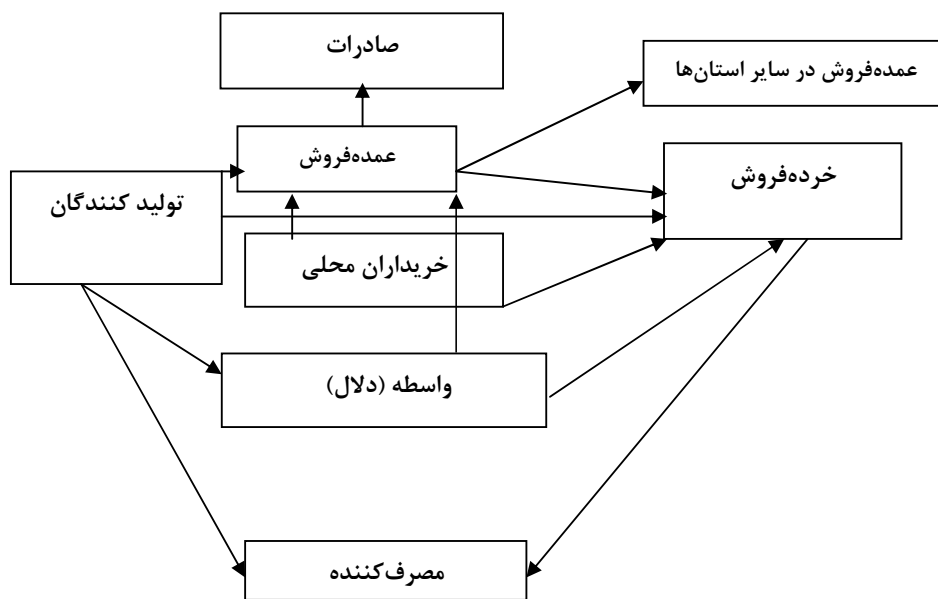 صادرات
عمده‌فروش در سایر استان‌ها
عمده‌فروش
خرده‌فروش
تولید کنندگان
خریداران محلی
واسطه (دلال)
مصرف‌کننده